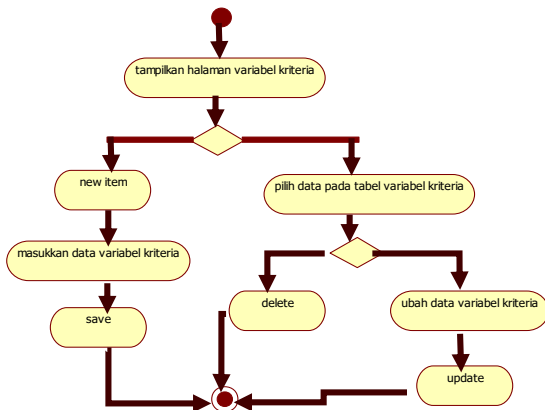 tampilkan halaman variabel kriteria
new item
pilih data pada tabel variabel kriteria
masukkan data variabel kriteria
delete
ubah data variabel kriteria
save
update